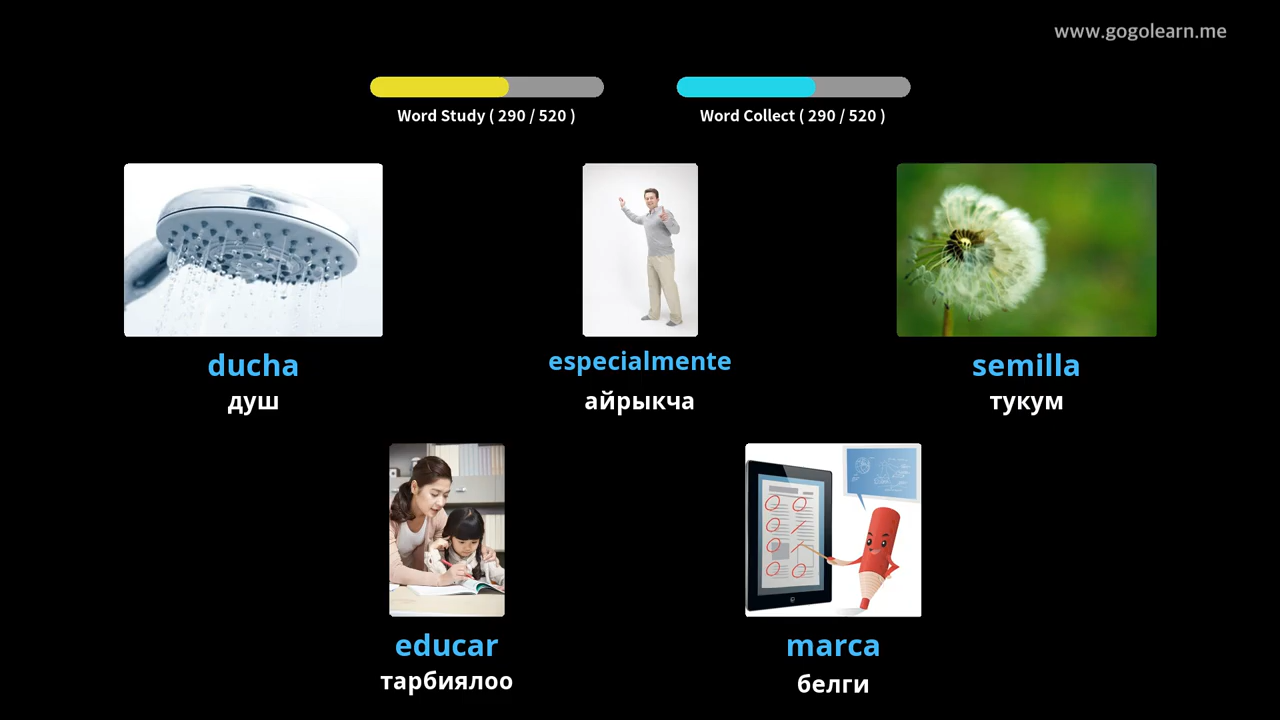 www.gogolearn.me
Word Study ( 290 / 520 )
Word Collect ( 290 / 520 )
ducha
душ
especialmente
айрыкча
semilla
тукум
educar
тарбиялоо
marca
белги